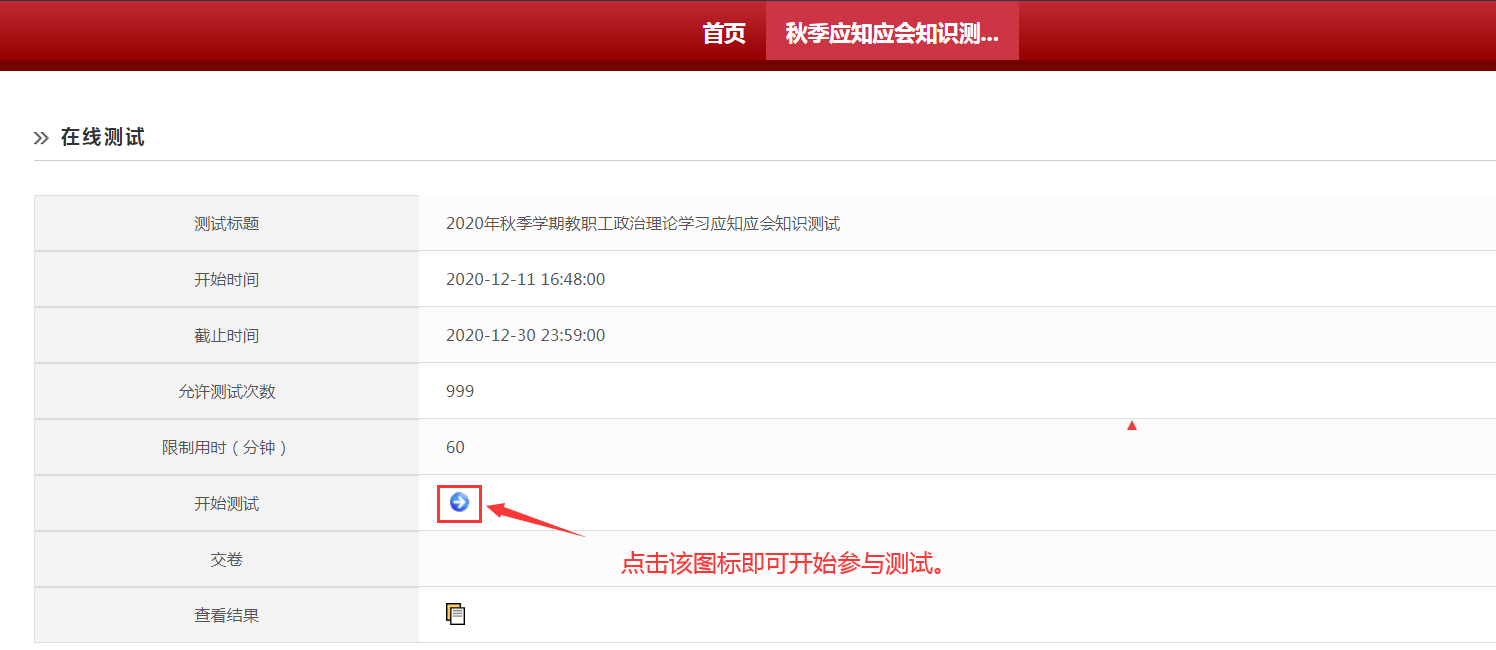 首页 秋季应知应会知识测...
在线测试
测试标题 2020年秋季学期教职工政治理论学习应知应会知识测试
开始时间 2020-12-11 16:48:00
截止时间 2020-12-30 23:59:00
允许测试次数 999
限制用时（分钟） 60
开始测试
点击该图标即可开始参与测试。
交卷
查看结果